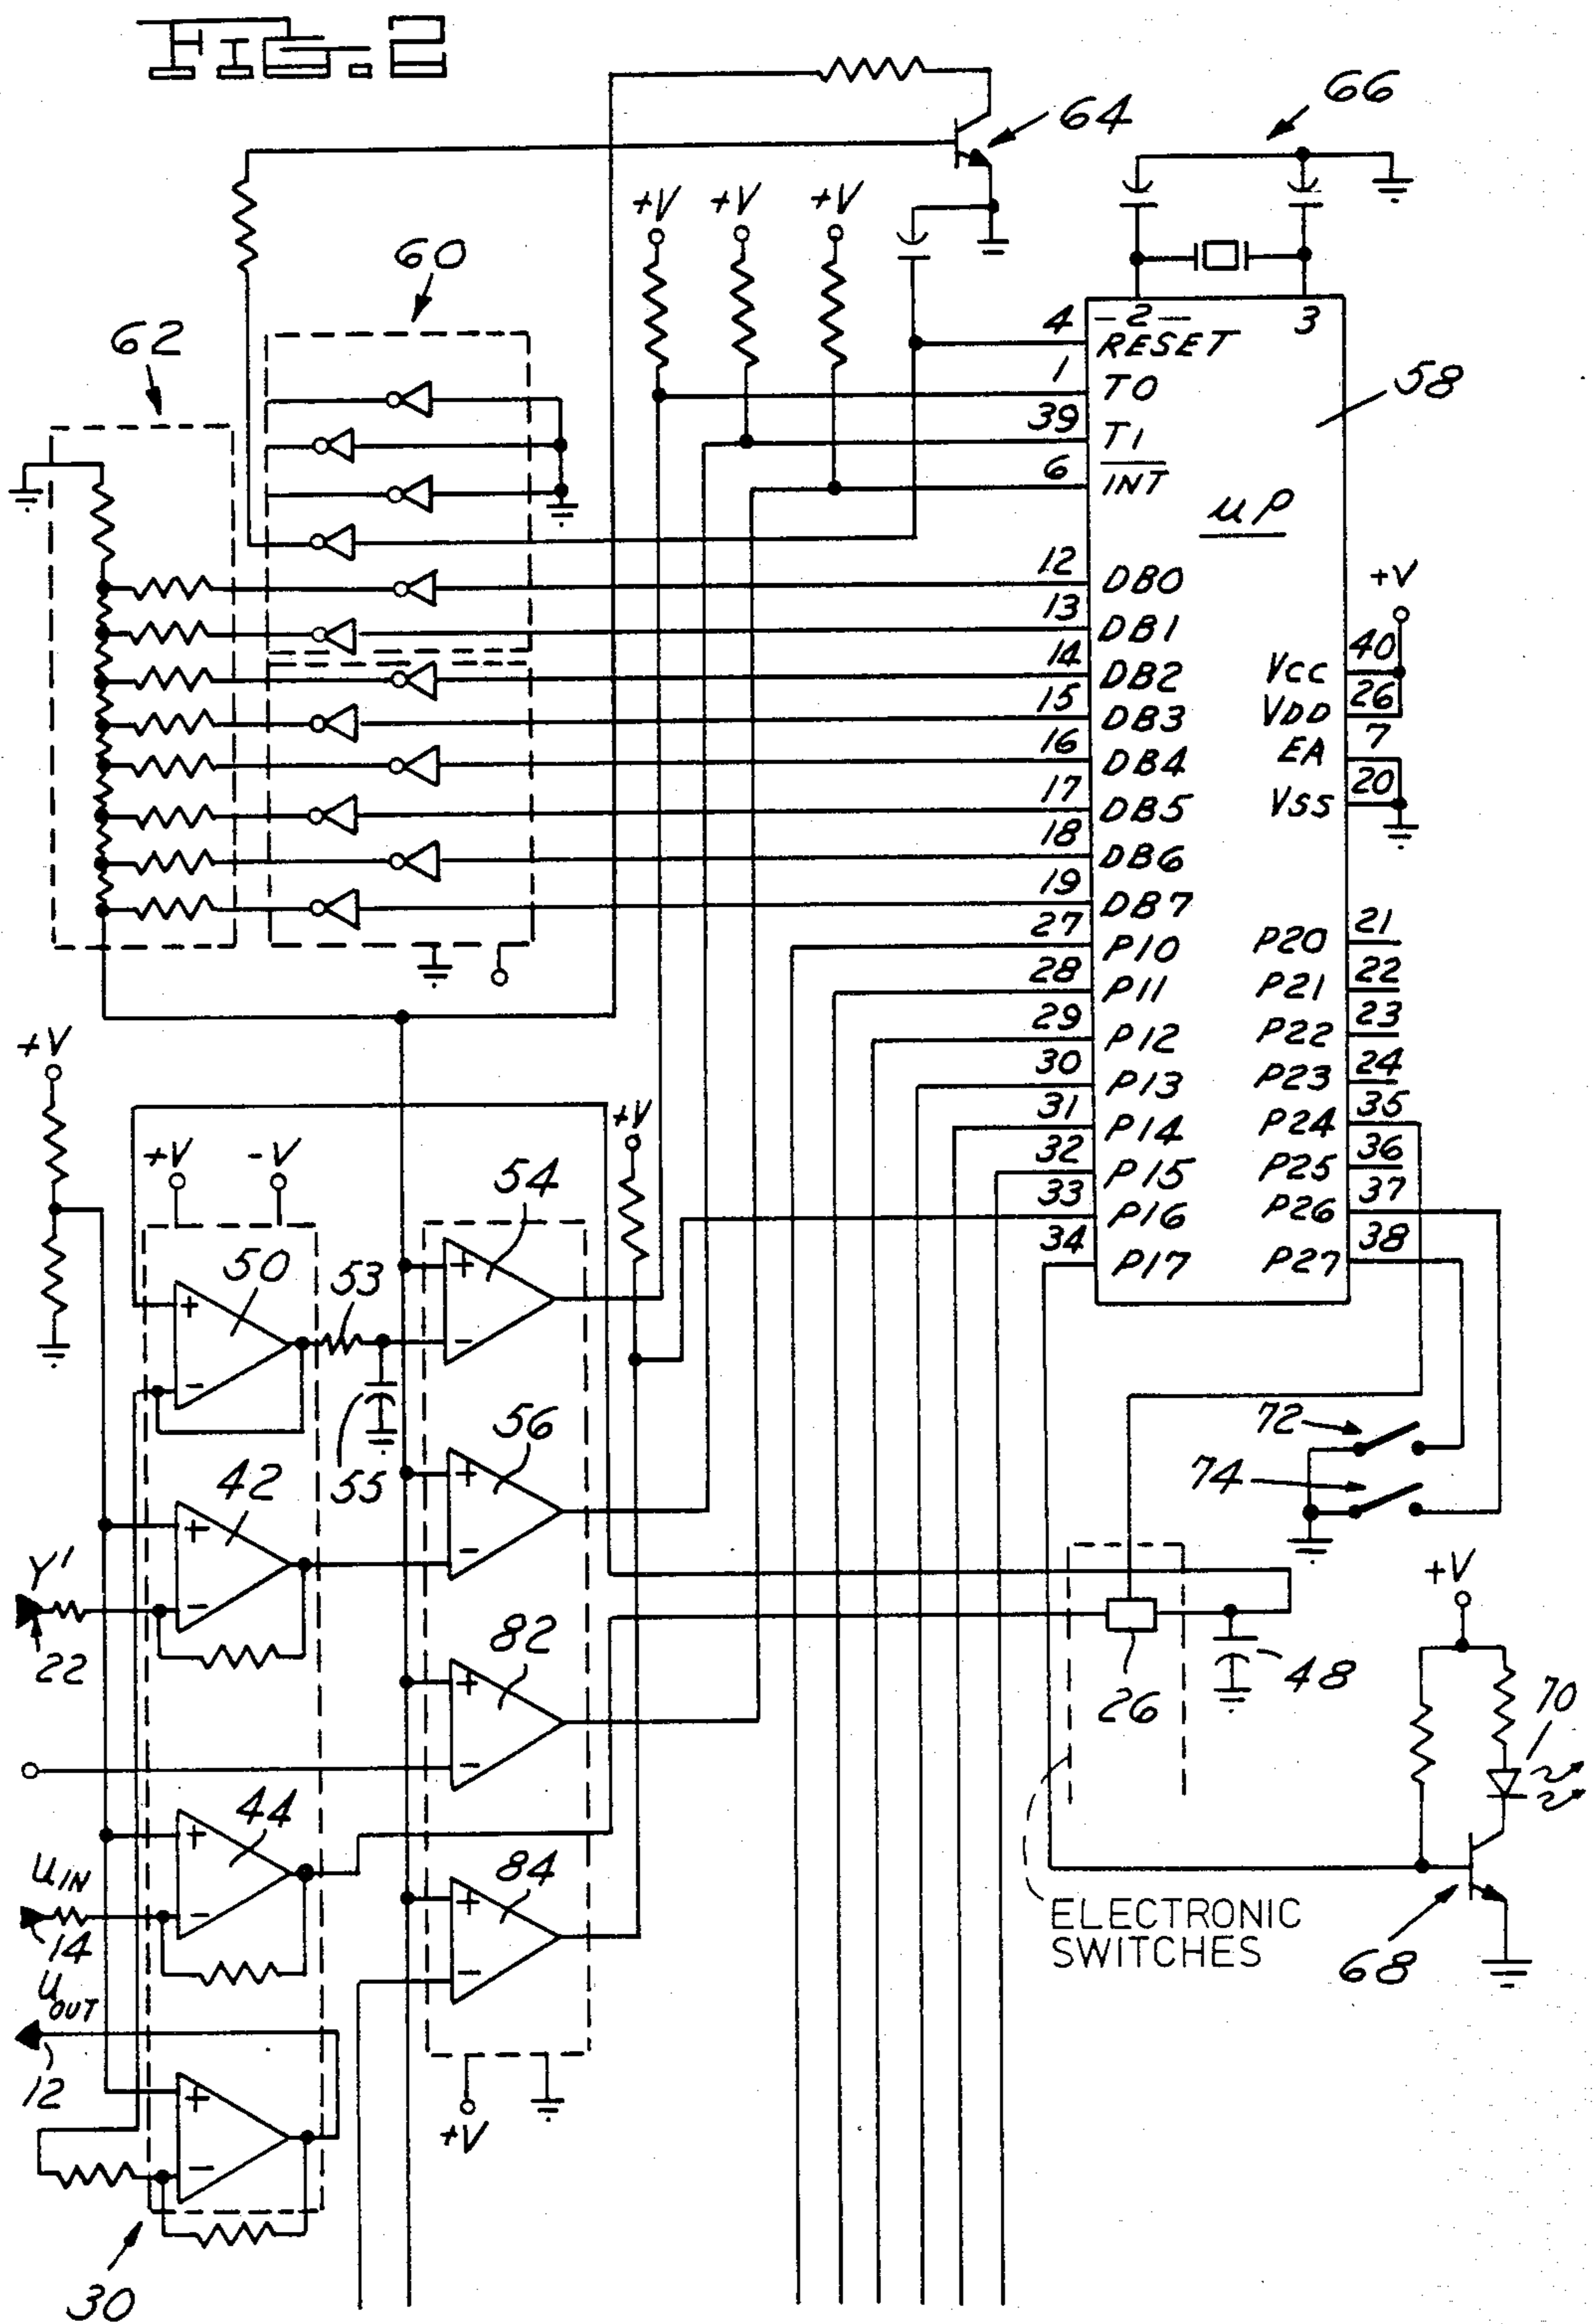 FIG. 2
64
66
+V +V +V
60
62
4 -2- 3
RESET
1 T0
58
39 T1
6 INT
μP
12 DB0
13 DB1
+V
14 DB2
40 VCC
15 DB3
26 VDD
16 DB4
7 EA
17 DB5
20 VSS
18 DB6
19 DB7
27 P10
P20 21
28 P11
P21 22
29 P12
P22 23
30 P13
P23 24
31 P14
P24 35
32 P15
P25 36
33 P16
P26 37
34 P17
P27 38
+V
+V -V
+V
54
50
53
+
+
-
-
55
56
72
42
74
+
+
-
Y'
-
22
82
+V
+
26
48
70
-
44
+
84
UIN
+
-
14
ELECTRONIC
SWITCHES
68
-
UOUT
12
+
+V
-
30